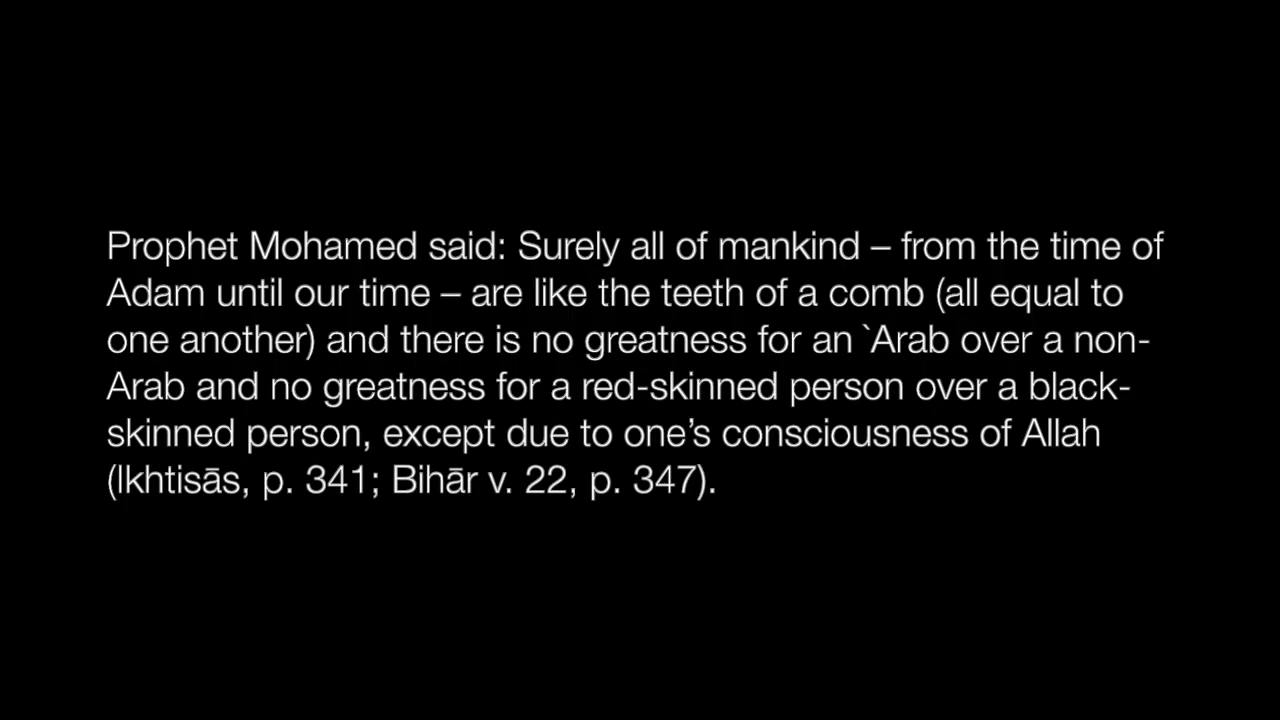 Prophet Mohamed said: Surely all of mankind – from the time of
Adam until our time – are like the teeth of a comb (all equal to
one another) and there is no greatness for an `Arab over a non-
Arab and no greatness for a red-skinned person over a black-
skinned person, except due to one’s consciousness of Allah
(Ikhtisās, p. 341; Bihār v. 22, p. 347).